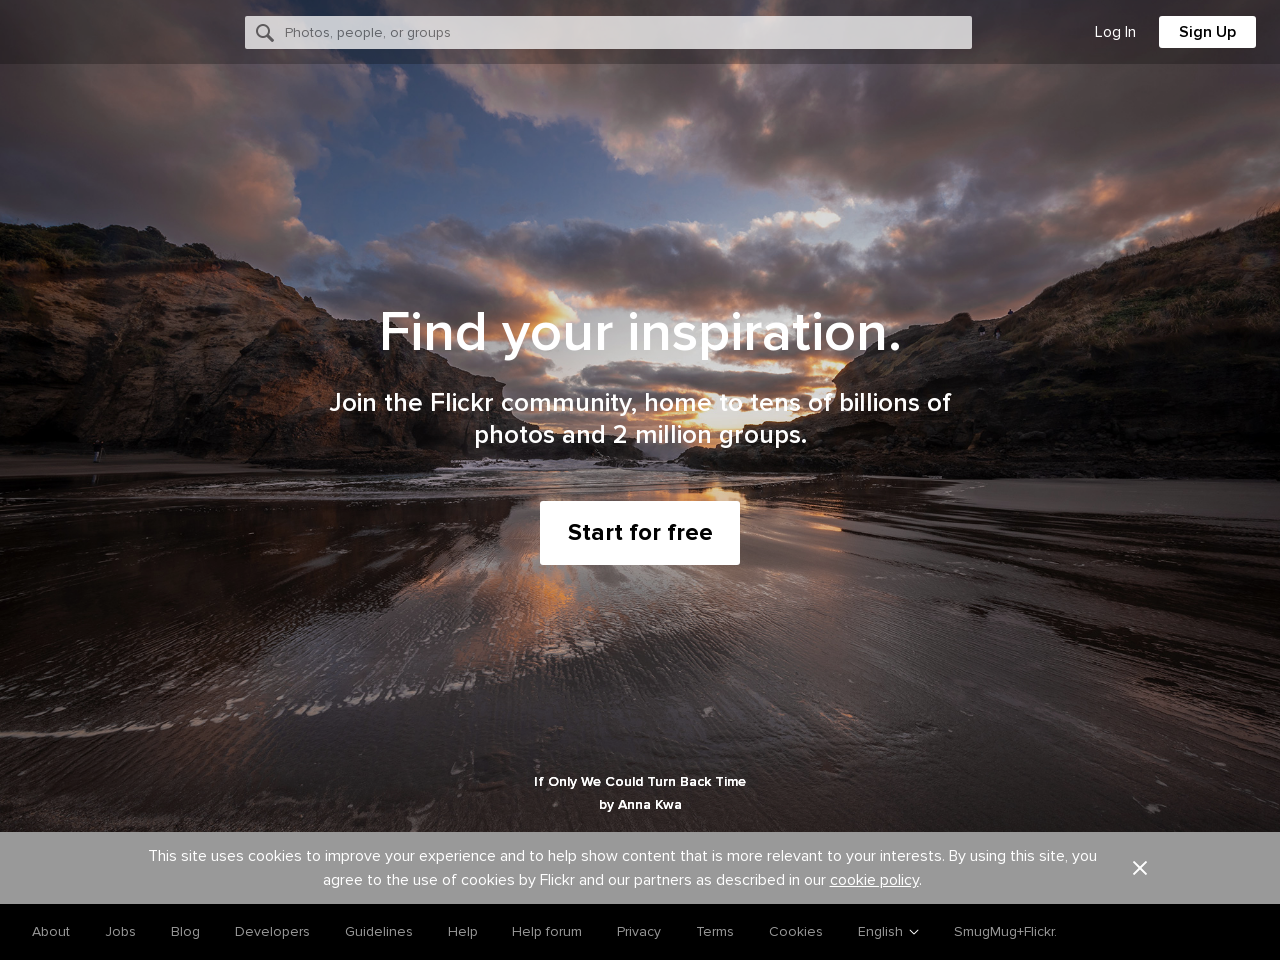 Photos, people, or groups
Log In
Sign Up
Find your inspiration.
Join the Flickr community, home to tens of billions of
photos and 2 million groups.
Start for free
If Only We Could Turn Back Time
by Anna Kwa
This site uses cookies to improve your experience and to help show content that is more relevant to your interests. By using this site, you
agree to the use of cookies by Flickr and our partners as described in our cookie policy.
About
Jobs
Blog
Developers
Guidelines
Help
Help forum
Privacy
Terms
Cookies
English
SmugMug+Flickr.